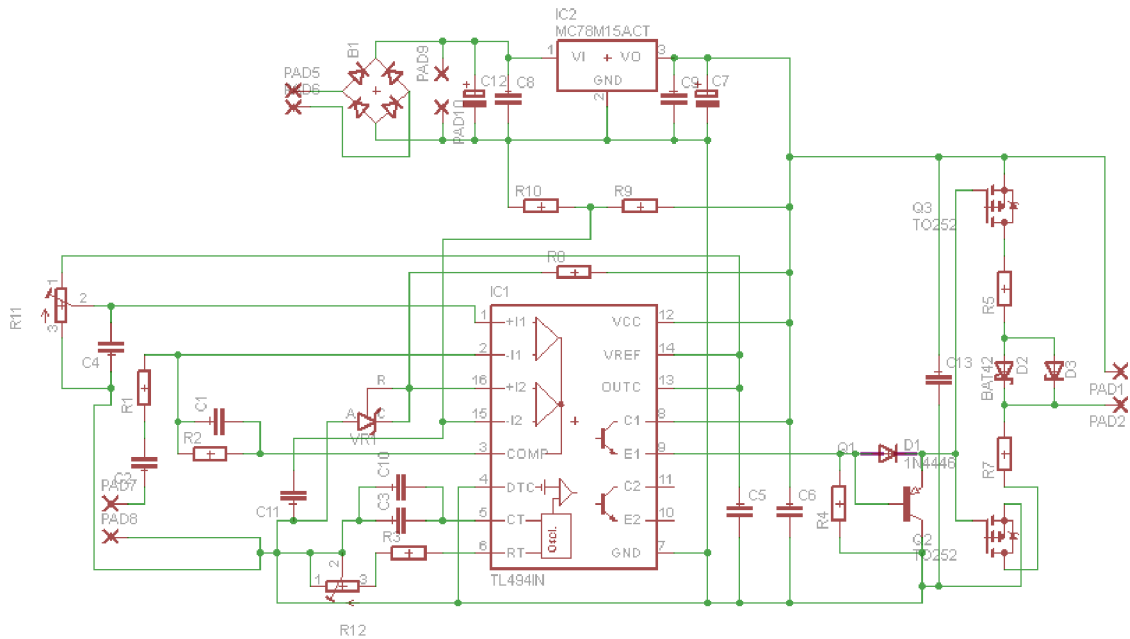 IC2
MC78M15ACT
B1
PAD9
1
VI
VO
3
GND
2
PAD5
PAD6
C12
C8
C9
C7
PAD10
R10
R9
R8
Q3
TO252
R5
BAT42
D2
D3
C13
PAD1
PAD2
R11
1
2
3
C4
IC1
1
+I1
2
-I1
16
+I2
15
-I2
3
COMP
4
DTC
5
CT
6
RT
Oscl.
VCC
12
VREF
14
OUTC
13
C1
8
E1
9
C2
11
E2
10
GND
7
TL494IN
R1
C1
R2
C2
PAD7
PAD8
R
A
C
VR1
C10
C3
C11
R3
1
2
3
R12
C5
C6
Q1
D1
1N4446
R4
Q2
TO252
R7